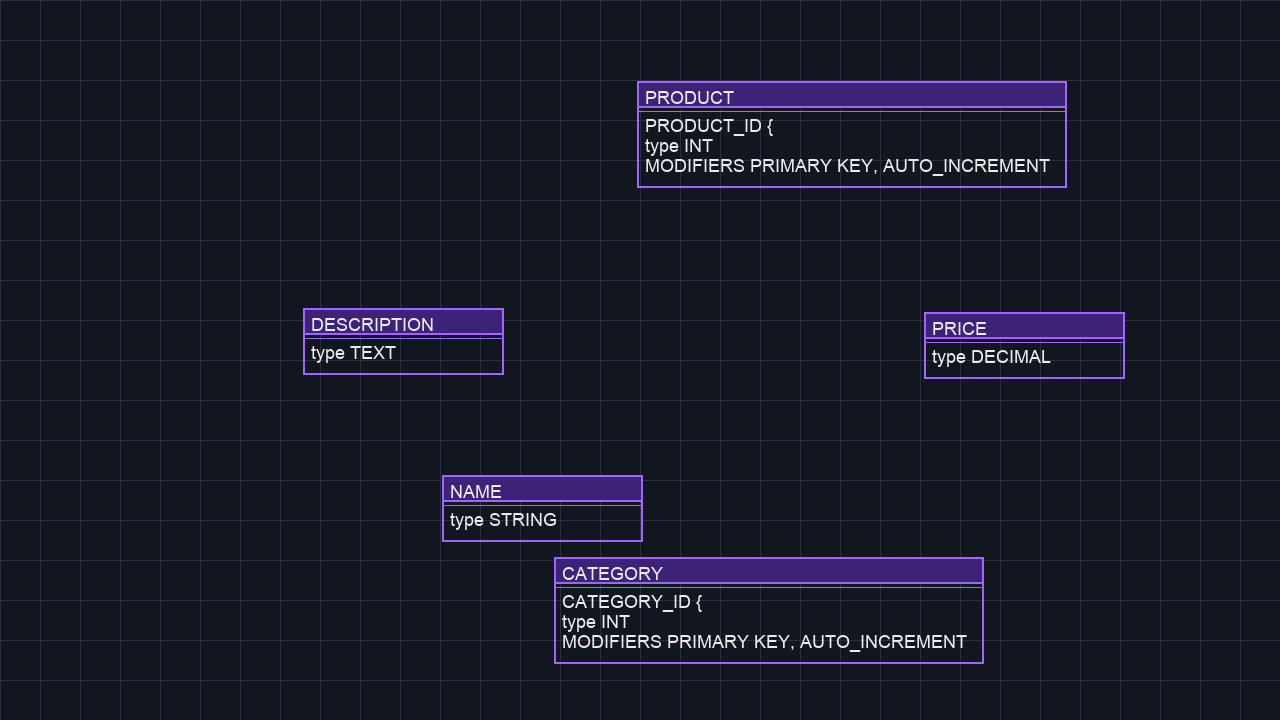 PRODUCT
PRODUCT_ID {
type INT
MODIFIERS PRIMARY KEY, AUTO_INCREMENT
DESCRIPTION
type TEXT
PRICE
type DECIMAL
NAME
type STRING
CATEGORY
CATEGORY_ID {
type INT
MODIFIERS PRIMARY KEY, AUTO_INCREMENT